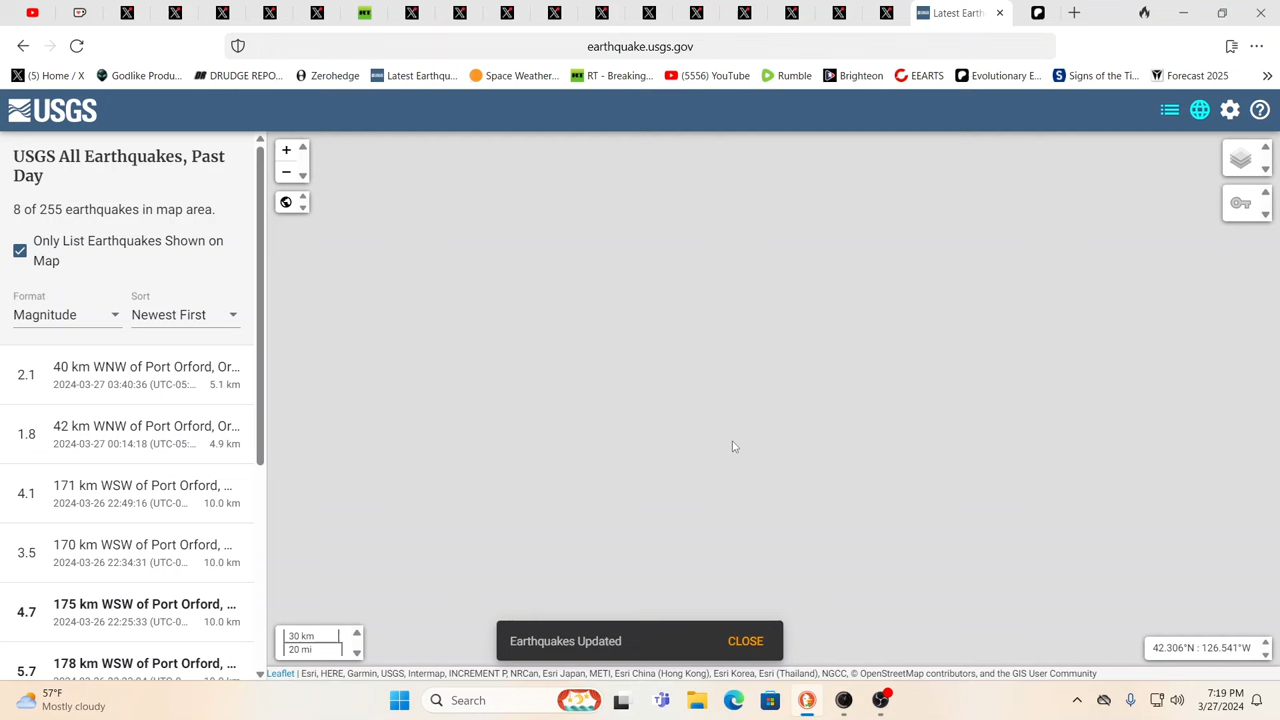 Latest Earth
earthquake.usgs.gov
(5) Home / X
Godlike Produ...
DRUDGE REPO...
Zerohedge
Latest Earthqu...
Space Weather...
RT - Breaking...
(5556) YouTube
Rumble
Brighteon
EEARTS
Evolutionary E...
Signs of the Ti...
Forecast 2025
USGS
USGS All Earthquakes, Past
Day
8 of 255 earthquakes in map area.
Only List Earthquakes Shown on
Map
Format
Sort
Magnitude
Newest First
2.1
40 km WNW of Port Orford, Or...
2024-03-27 03:40:36 (UTC-05:...
5.1 km
1.8
42 km WNW of Port Orford, Or...
2024-03-27 00:14:18 (UTC-05:...
4.9 km
4.1
171 km WSW of Port Orford, ...
2024-03-26 22:49:16 (UTC-0...
10.0 km
3.5
170 km WSW of Port Orford, ...
2024-03-26 22:34:31 (UTC-0...
10.0 km
4.7
175 km WSW of Port Orford, ...
2024-03-26 22:25:33 (UTC-0...
10.0 km
5.7
178 km WSW of Port Orford, ...
30 km
20 mi
Earthquakes Updated
CLOSE
42.306°N : 126.541°W
Leaflet | Esri, HERE, Garmin, USGS, Intermap, INCREMENT P, NRCan, Esri Japan, METI, Esri China (Hong Kong), Esri Korea, Esri (Thailand), NGCC, © OpenStreetMap contributors, and the GIS User Community
57°F
Mostly cloudy
Search
7:19 PM
3/27/2024